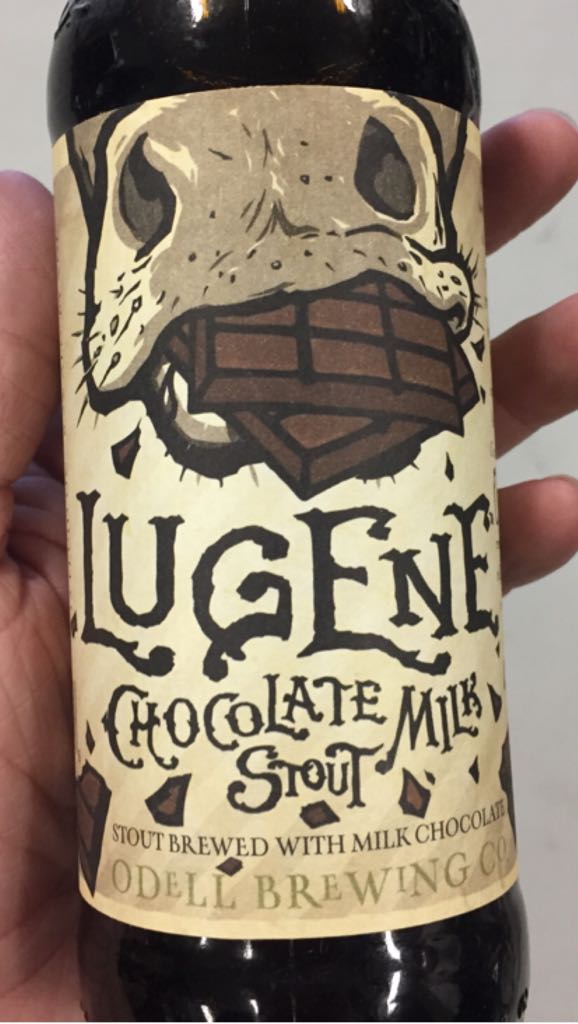 LUGENE
CHOCOLATE MILK
STOUT
STOUT BREWED WITH MILK CHOCOLATE
ODELL BREWING CO